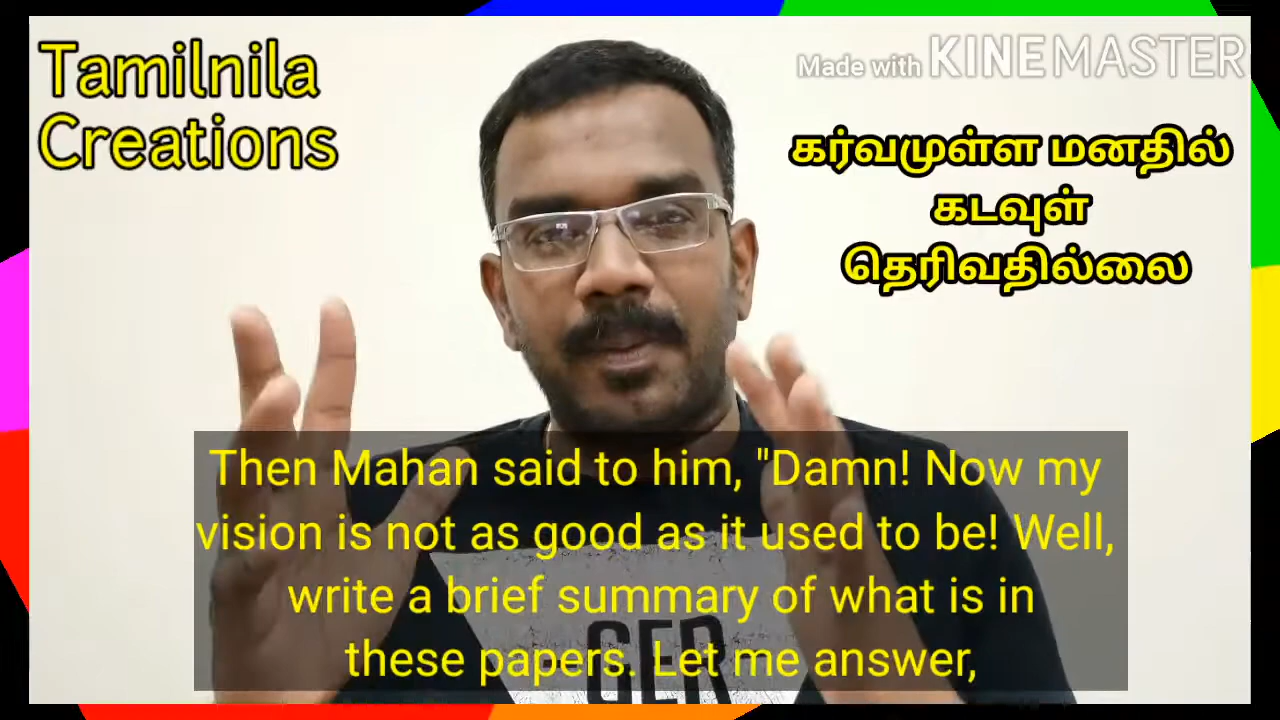 Tamilnila
Creations
Made with KINEMASTER
கர்வமுள்ள மனதில்
கடவுள்
தெரிவதில்லை
Then Mahan said to him, "Damn! Now my
vision is not as good as it used to be! Well,
write a brief summary of what is in
these papers. Let me answer,
GER